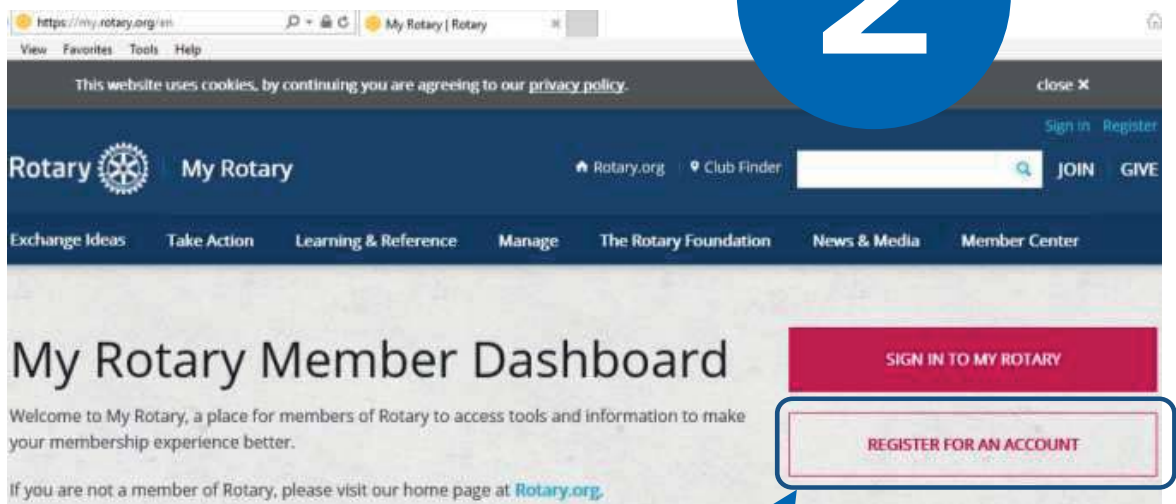 2
https://my.rotary.org/en My Rotary | Rotary
View Favorites Tools Help
This website uses cookies, by continuing you are agreeing to our privacy policy. close X
Sign in Register
Rotary My Rotary Rotary.org Club Finder JOIN GIVE
Exchange Ideas Take Action Learning & Reference Manage The Rotary Foundation News & Media Member Center
My Rotary Member Dashboard
SIGN IN TO MY ROTARY
Welcome to My Rotary, a place for members of Rotary to access tools and information to make
your membership experience better.
REGISTER FOR AN ACCOUNT
If you are not a member of Rotary, please visit our home page at Rotary.org.